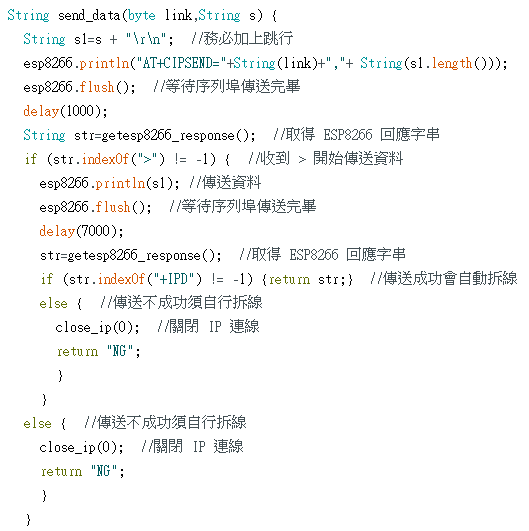 String send_data(byte link,String s) {
  String s1=s + "\r\n";  //務必加上跳行
  esp8266.println("AT+CIPSEND="+String(link)+","+ String(s1.length()));
  esp8266.flush();  //等待序列埠傳送完畢
  delay(1000);
  String str=getesp8266_response();  //取得 ESP8266 回應字串
  if (str.indexOf(">") != -1) {  //收到 > 開始傳送資料
    esp8266.println(s1); //傳送資料
    esp8266.flush();  //等待序列埠傳送完畢
    delay(7000);
    str=getesp8266_response();  //取得 ESP8266 回應字串
    if (str.indexOf("+IPD") != -1) {return str;}  //傳送成功會自動拆線
    else {  //傳送不成功須自行拆線
      close_ip(0);  //關閉 IP 連線
      return "NG";
      }
    }
  else {  //傳送不成功須自行拆線
    close_ip(0);  //關閉 IP 連線
    return "NG";
    }
  }